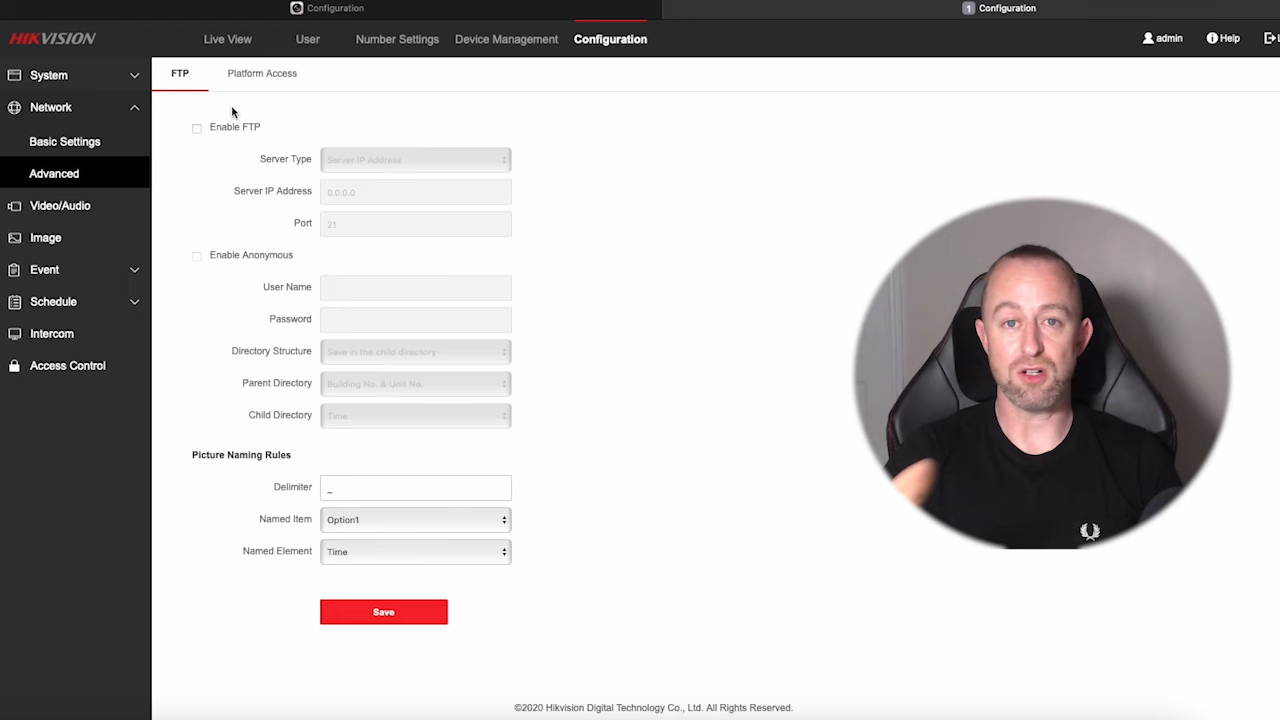 Configuration
1 Configuration
HIKVISION
Live View User Number Settings Device Management Configuration
admin Help
System
Network
Basic Settings
Advanced
Video/Audio
Image
Event
Schedule
Intercom
Access Control
FTP Platform Access
Enable FTP
Server Type Server IP Address
Server IP Address 0.0.0.0
Port 21
Enable Anonymous
User Name
Password
Directory Structure Save in the child directory
Parent Directory Building No. & Unit No.
Child Directory Time
Picture Naming Rules
Delimiter _
Named Item Option1
Named Element Time
Save
©2020 Hikvision Digital Technology Co., Ltd. All Rights Reserved.